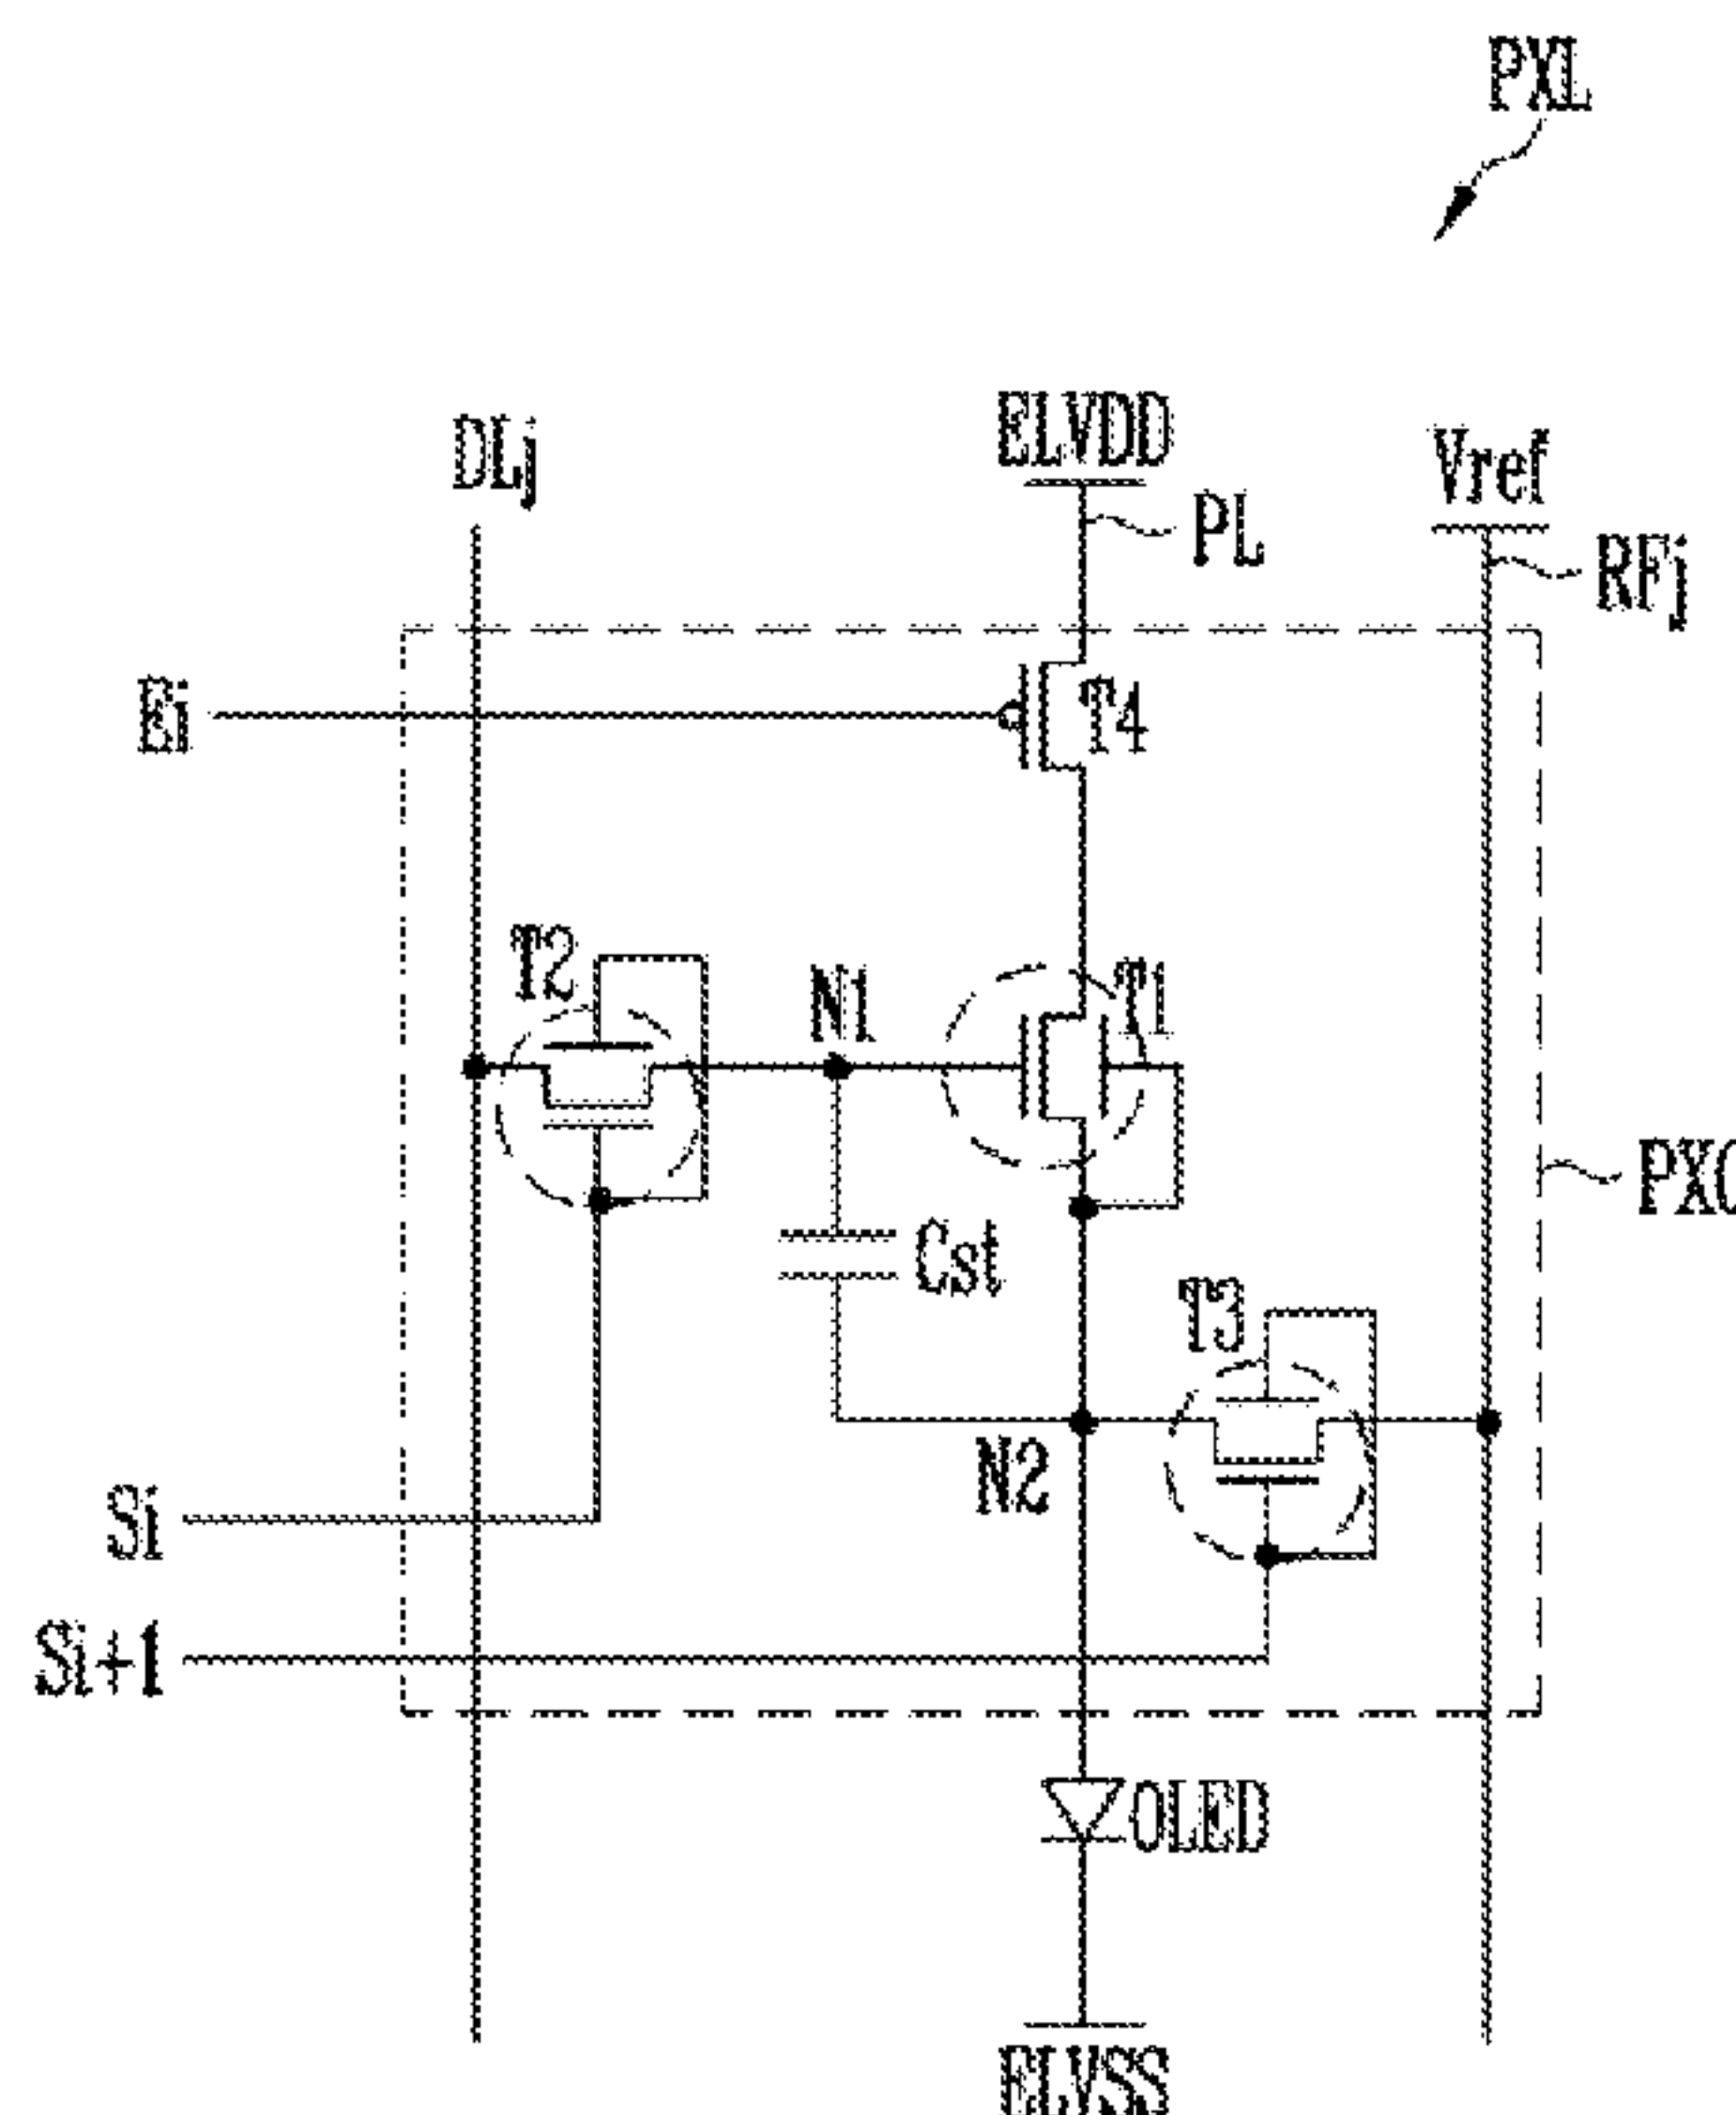 PXL
DLj
ELVDD
Vref
PL
RFj
Ei
T4
T2
N1
T1
PXC
Cst
T3
N2
Si
Si+1
OLED
ELVSS